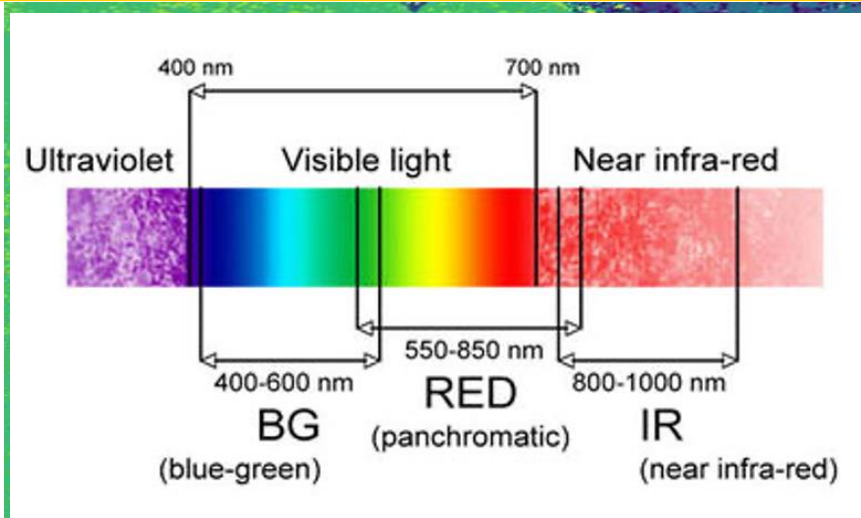 400 nm 700 nm
Ultraviolet Visible light Near infra-red
550-850 nm
400-600 nm RED 800-1000 nm
BG (panchromatic) IR
(blue-green) (near infra-red)